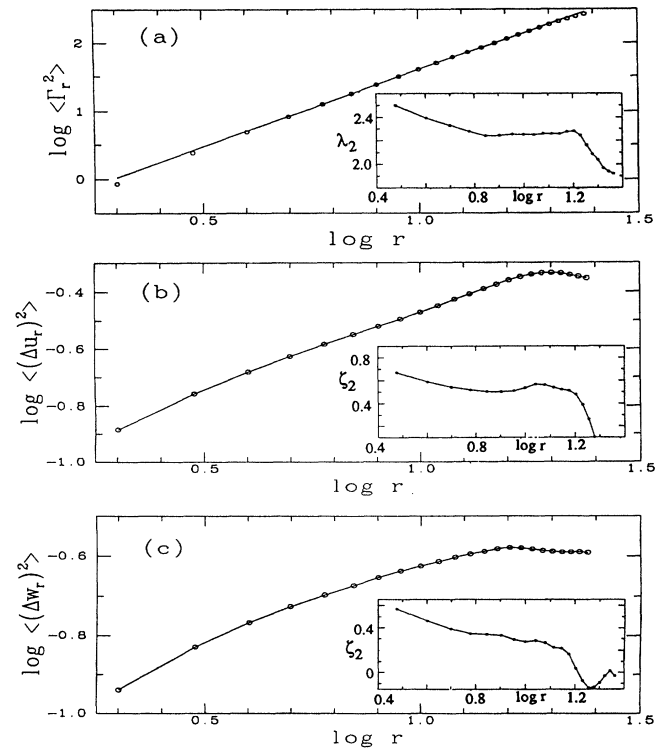 (a)
log <Γr²>
2
1
0
λ₂
2.4
2.0
0.4 0.8 log r 1.2
0.5 1.0 1.5
log r
(b)
log <(Δur)²>
-0.4
-0.6
-0.8
-1.0
ζ₂
0.8
0.4
0.4 0.8 log r 1.2
0.5 1.0 1.5
log r
(c)
log <(Δwr)²>
-0.6
-0.8
-1.0
ζ₂
0.4
0
0.4 0.8 log r 1.2
0.5 1.0 1.5
log r